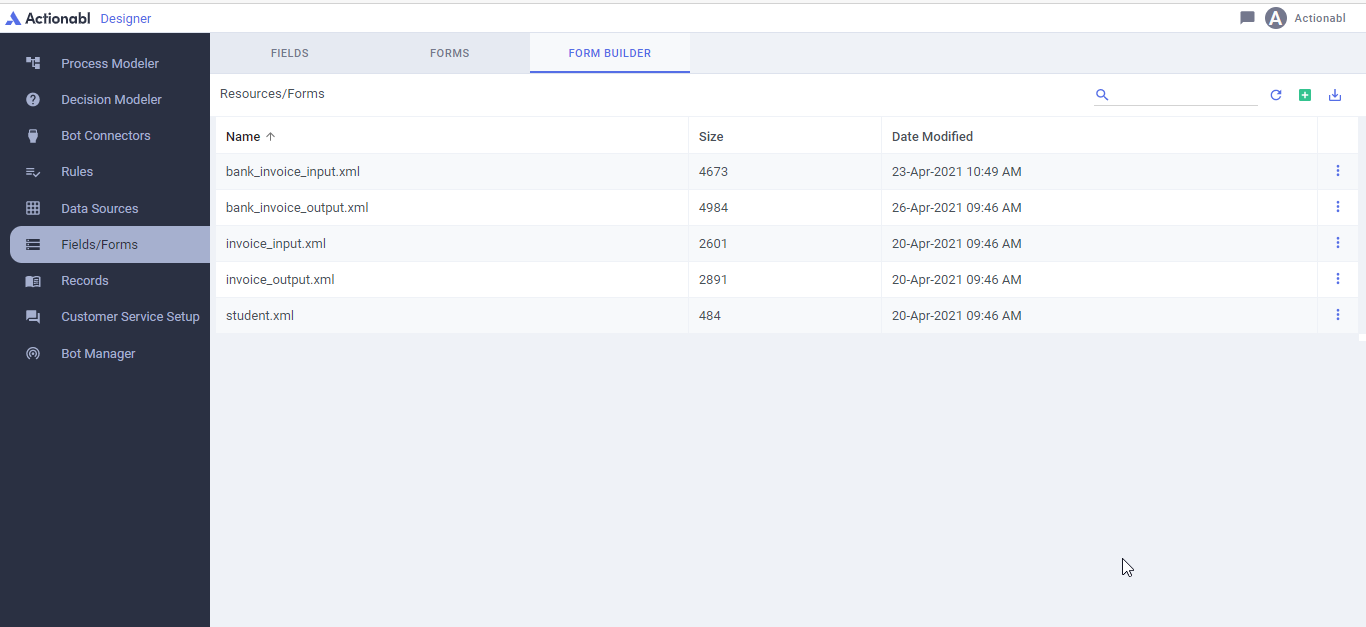 Actionabl Designer
A Actionabl
Process Modeler
Decision Modeler
Bot Connectors
Rules
Data Sources
Fields/Forms
Records
Customer Service Setup
Bot Manager
FIELDS FORMS FORM BUILDER
Resources/Forms
Name Size Date Modified
bank_invoice_input.xml 4673 23-Apr-2021 10:49 AM
bank_invoice_output.xml 4984 26-Apr-2021 09:46 AM
invoice_input.xml 2601 20-Apr-2021 09:46 AM
invoice_output.xml 2891 20-Apr-2021 09:46 AM
student.xml 484 20-Apr-2021 09:46 AM